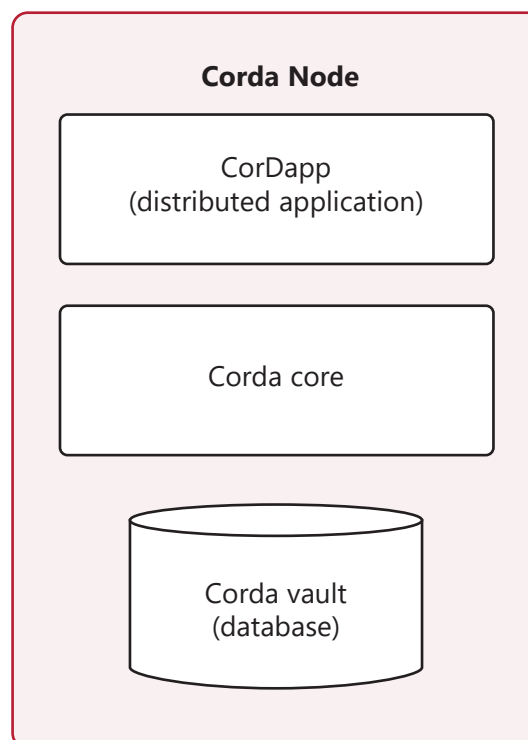 Corda Node
CorDapp
(distributed application)
Corda core
Corda vault
(database)